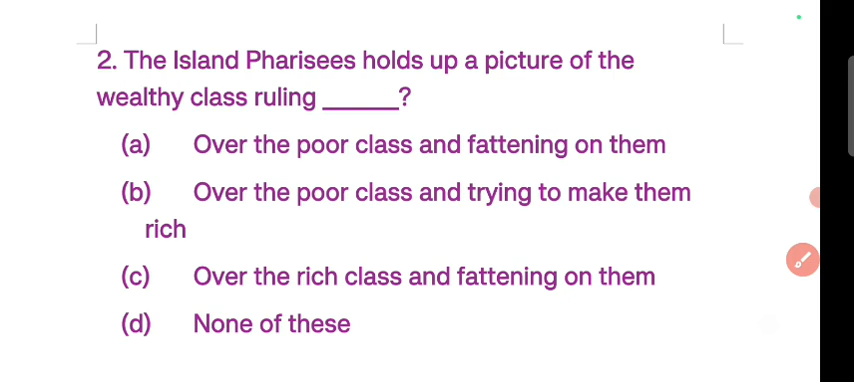 2. The Island Pharisees holds up a picture of the
wealthy class ruling ______?
(a) Over the poor class and fattening on them
(b) Over the poor class and trying to make them
rich
(c) Over the rich class and fattening on them
(d) None of these